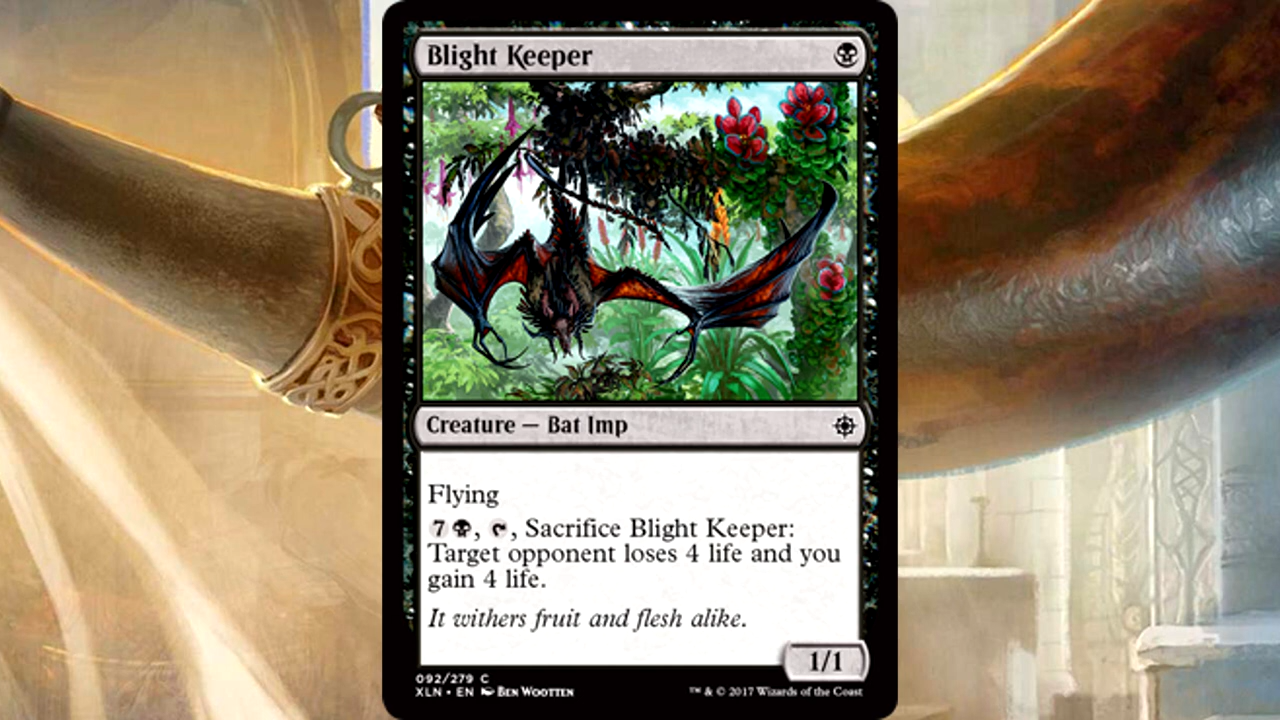 Blight Keeper
Creature — Bat Imp
Flying
7, , Sacrifice Blight Keeper:
Target opponent loses 4 life and you
gain 4 life.
It withers fruit and flesh alike.
1/1
092/279 C
XLN • EN Ben Wootten
™ & © 2017 Wizards of the Coast